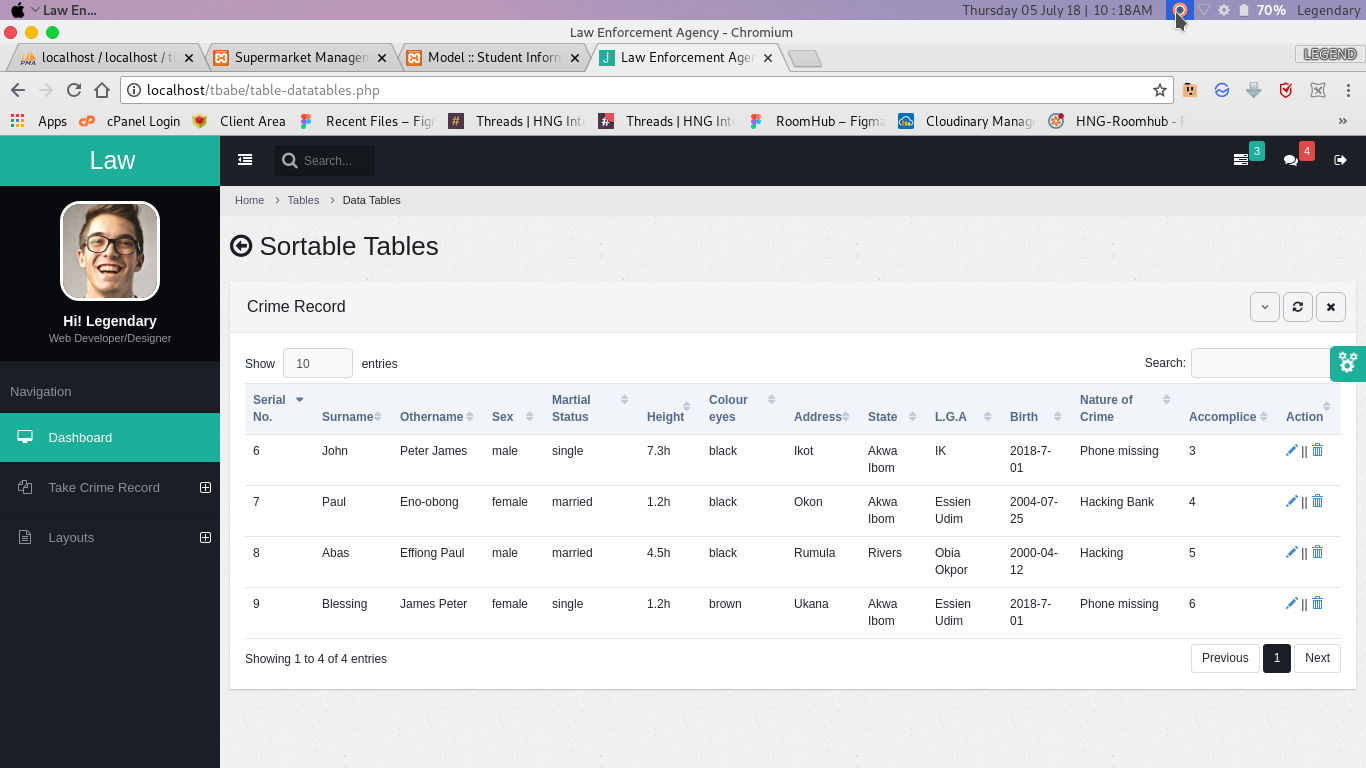 Law En...
Thursday 05 July 18 | 10 :18AM
70%
Legendary
Law Enforcement Agency - Chromium
localhost / localhost / t
Supermarket Managem
Model :: Student Inform
Law Enforcement Agen
LEGEND
localhost/tbabe/table-datatables.php
Apps
cPanel Login
Client Area
Recent Files – Fig
Threads | HNG Int
Threads | HNG Int
RoomHub – Figma
Cloudinary Manag
HNG-Roomhub -
»
Law
Search...
3
4
Home
Tables
Data Tables
Hi! Legendary
Web Developer/Designer
Navigation
Dashboard
Take Crime Record
Layouts
Sortable Tables
Crime Record
Show 10 entries
Search:
Serial No. Surname Othername Sex Martial Status Height Colour eyes Address State L.G.A Birth Nature of Crime Accomplice Action
6 John Peter James male single 7.3h black Ikot Akwa Ibom IK 2018-7-01 Phone missing 3 ||
7 Paul Eno-obong female married 1.2h black Okon Akwa Ibom Essien Udim 2004-07-25 Hacking Bank 4 ||
8 Abas Effiong Paul male married 4.5h black Rumula Rivers Obia Okpor 2000-04-12 Hacking 5 ||
9 Blessing James Peter female single 1.2h brown Ukana Akwa Ibom Essien Udim 2018-7-01 Phone missing 6 ||
Showing 1 to 4 of 4 entries
Previous 1 Next